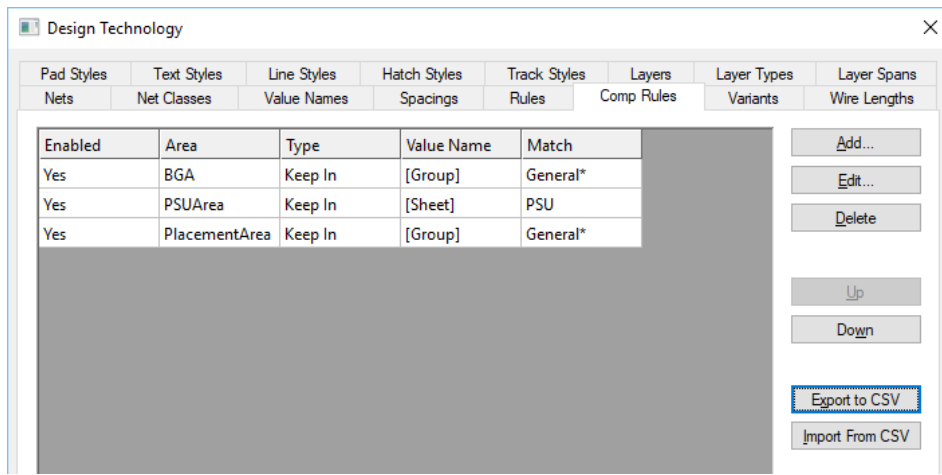 Design Technology
Pad Styles Text Styles Line Styles Hatch Styles Track Styles Layers Layer Types Layer Spans
Nets Net Classes Value Names Spacings Rules Comp Rules Variants Wire Lengths
Enabled Area Type Value Name Match
Yes BGA Keep In [Group] General*
Yes PSUArea Keep In [Sheet] PSU
Yes PlacementArea Keep In [Group] General*
Add...
Edit...
Delete
Up
Down
Export to CSV
Import From CSV